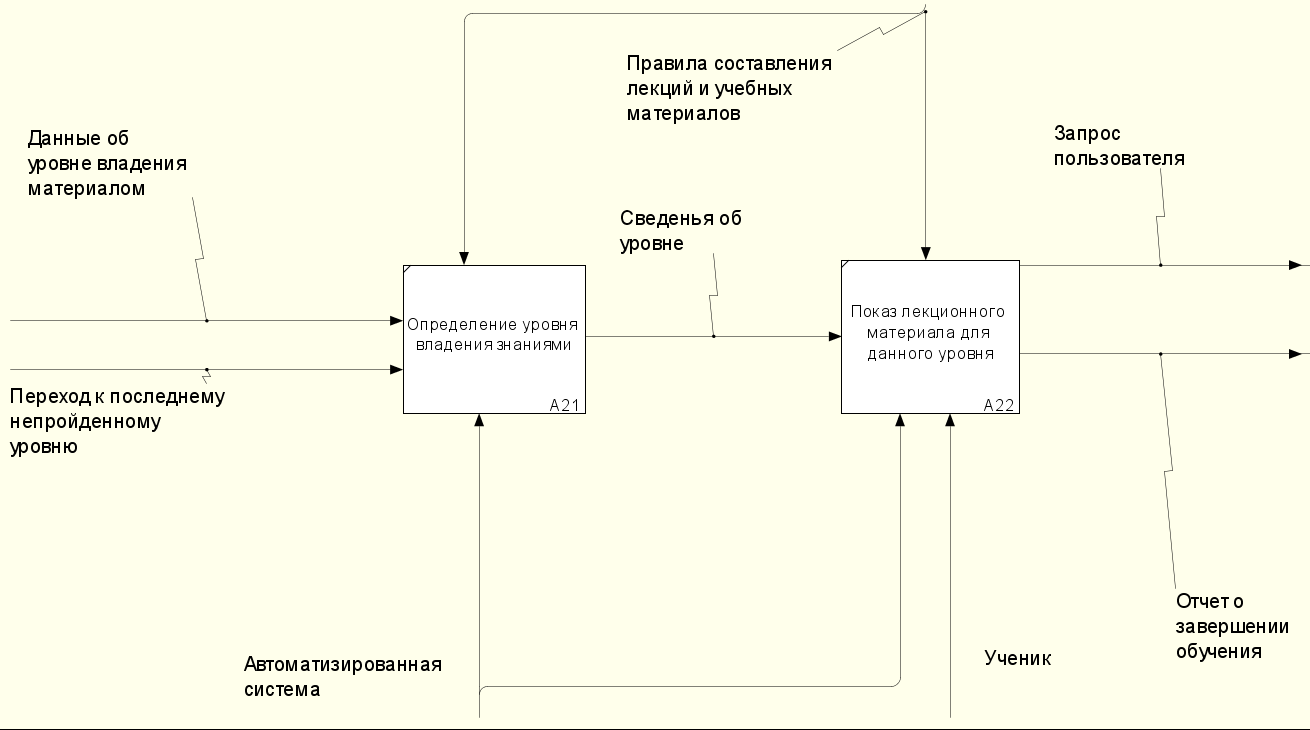 Правила составления
лекций и учебных
материалов
Данные об
уровне владения
материалом
Запрос
пользователя
Сведенья об
уровне
Определение уровня
владения знаниями
A21
Показ лекционного
материала для
данного уровня
A22
Переход к последнему
непройденному
уровню
Отчет о
завершении
обучения
Автоматизированная
система
Ученик